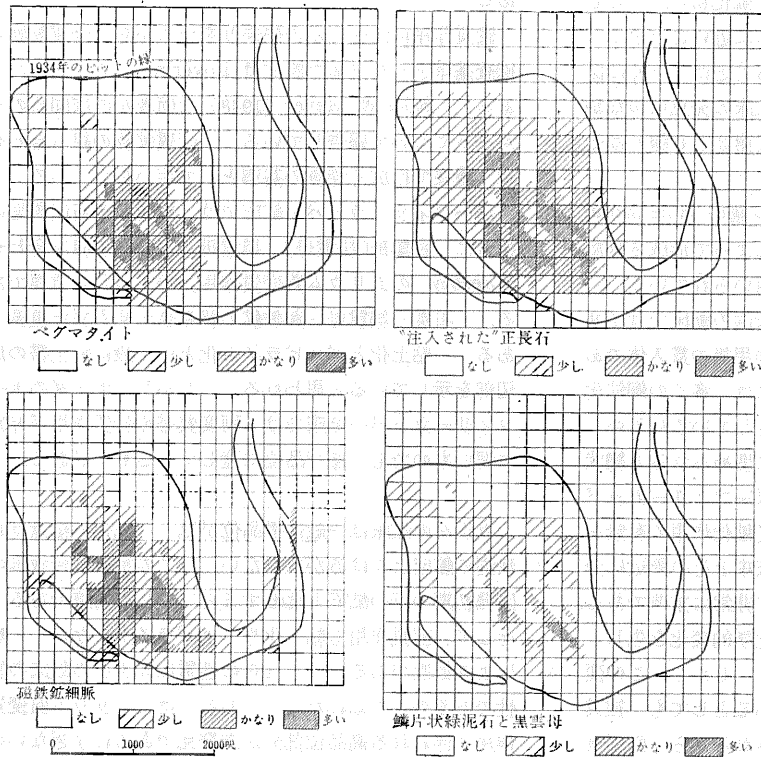 1934年のピットの縁
ペグマタイト
なし 少し かなり 多い
"注入された"正長石
なし 少し かなり 多い
磁鉄鉱細脈
なし 少し かなり 多い
0 1000 2000呎
鱗片状緑泥石と黒雲母
なし 少し かなり 多い